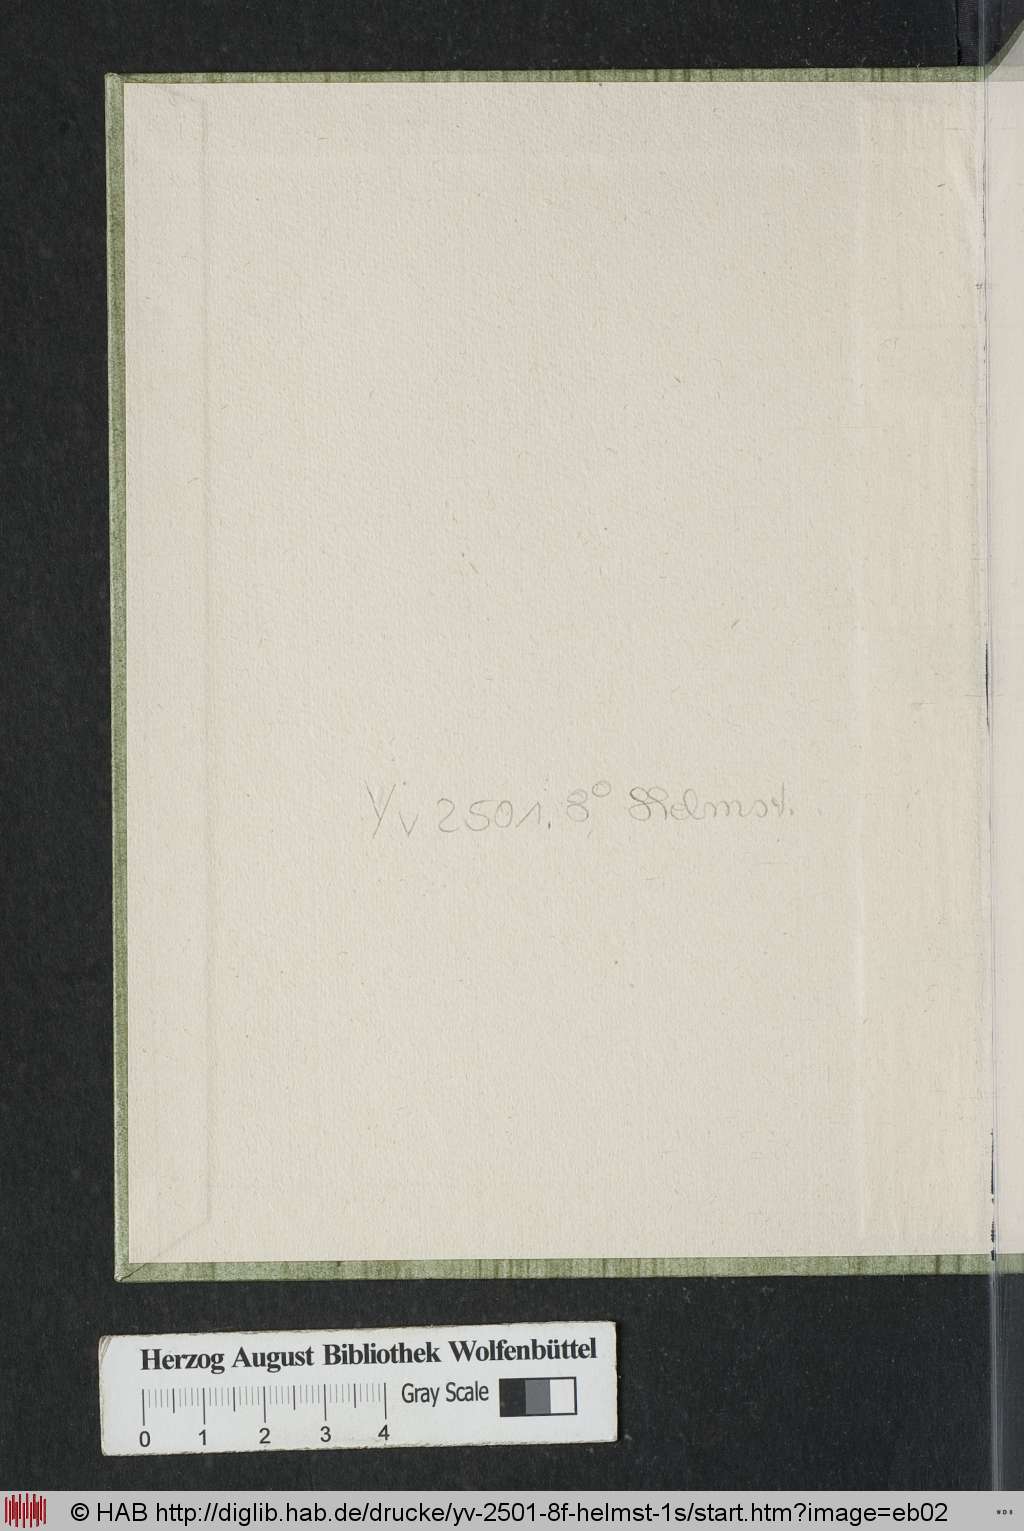 Yv 2501. 8° Helmst.
Herzog August Bibliothek Wolfenbüttel
Gray Scale
0 1 2 3 4
© HAB http://diglib.hab.de/drucke/yv-2501-8f-helmst-1s/start.htm?image=eb02